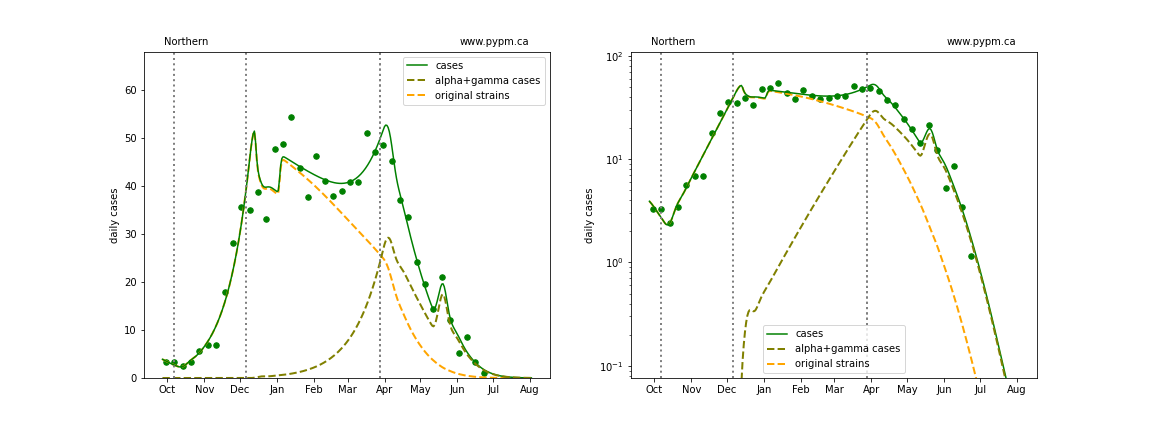 Northern www.pypm.ca
cases
alpha+gamma cases
original strains
daily cases
60
50
40
30
20
10
0
Oct Nov Dec Jan Feb Mar Apr May Jun Jul Aug
Northern www.pypm.ca
daily cases
10²
10¹
10⁰
10⁻¹
cases
alpha+gamma cases
original strains
Oct Nov Dec Jan Feb Mar Apr May Jun Jul Aug